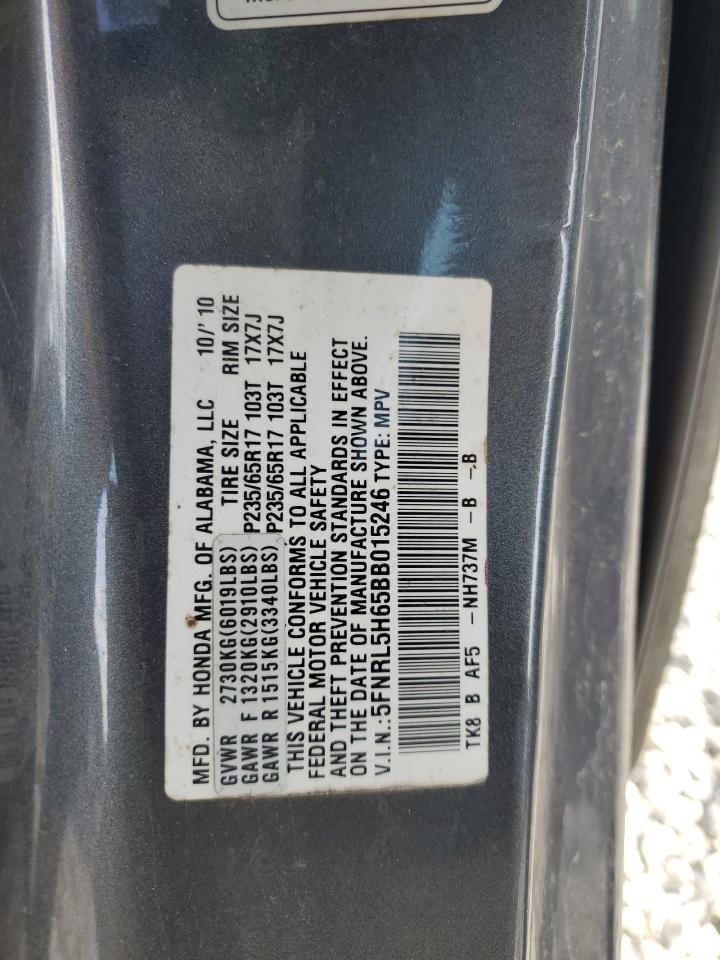 MFD. BY HONDA MFG. OF ALABAMA, LLC 10/' 10
GVWR 2730KG(6019LBS) TIRE SIZE RIM SIZE
GAWR F 1320KG(2910LBS) P235/65R17 103T 17X7J
GAWR R 1515KG(3340LBS) P235/65R17 103T 17X7J
THIS VEHICLE CONFORMS TO ALL APPLICABLE
FEDERAL MOTOR VEHICLE SAFETY
AND THEFT PREVENTION STANDARDS IN EFFECT
ON THE DATE OF MANUFACTURE SHOWN ABOVE.
V.I.N.: 5FNRL5H65BB015246 TYPE: MPV
TK8 B AF5 -NH737M -B -B